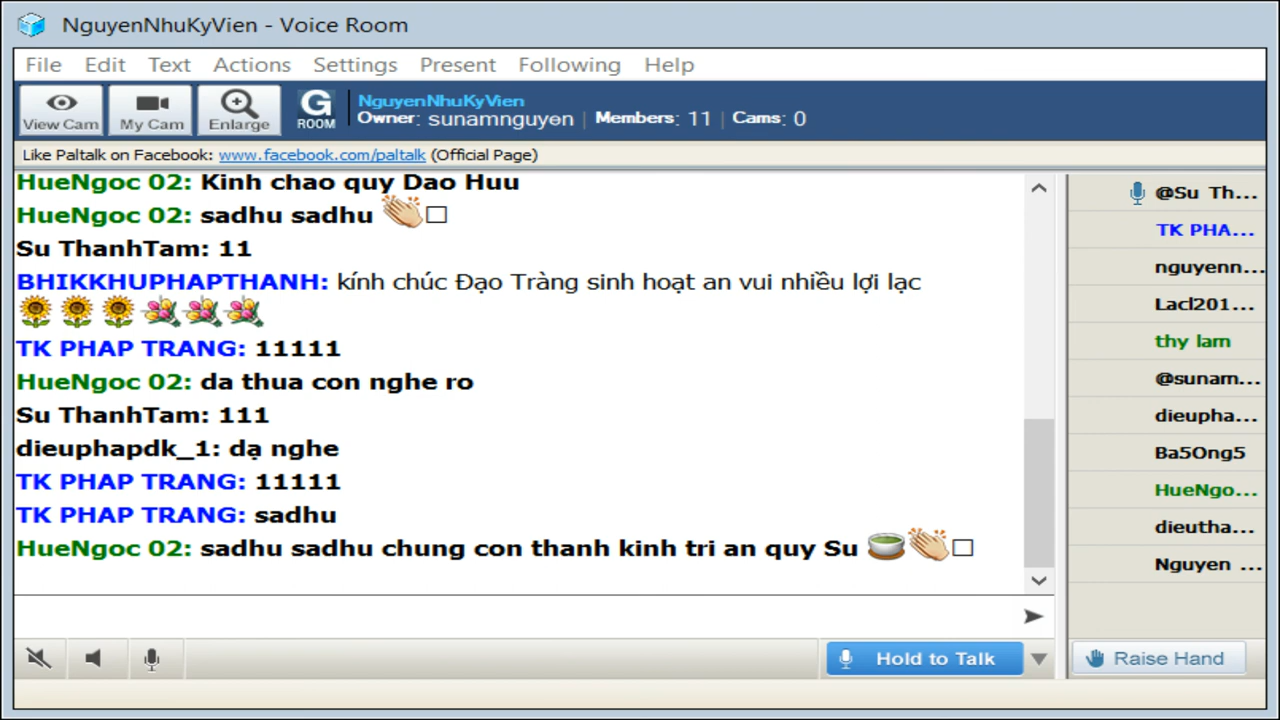 NguyenNhuKyVien - Voice Room
File Edit Text Actions Settings Present Following Help
View Cam My Cam Enlarge G ROOM
NguyenNhuKyVien
Owner: sunamnguyen | Members: 11 | Cams: 0
Like Paltalk on Facebook: www.facebook.com/paltalk (Official Page)
HueNgoc 02: Kinh chao quy Dao Huu
HueNgoc 02: sadhu sadhu 👏□
Su ThanhTam: 11
BHIKKHUPHAPTHANH: kính chúc Đạo Tràng sinh hoạt an vui nhiều lợi lạc
TK PHAP TRANG: 11111
HueNgoc 02: da thua con nghe ro
Su ThanhTam: 111
dieuphapdk_1: dạ nghe
TK PHAP TRANG: 11111
TK PHAP TRANG: sadhu
HueNgoc 02: sadhu sadhu chung con thanh kinh tri an quy Su 🍵👏□
@Su Th...
TK PHA...
nguyenn...
Lacl201...
thy lam
@sunam...
dieupha...
Ba5Ong5
HueNgo...
dieutha...
Nguyen ...
Hold to Talk
Raise Hand